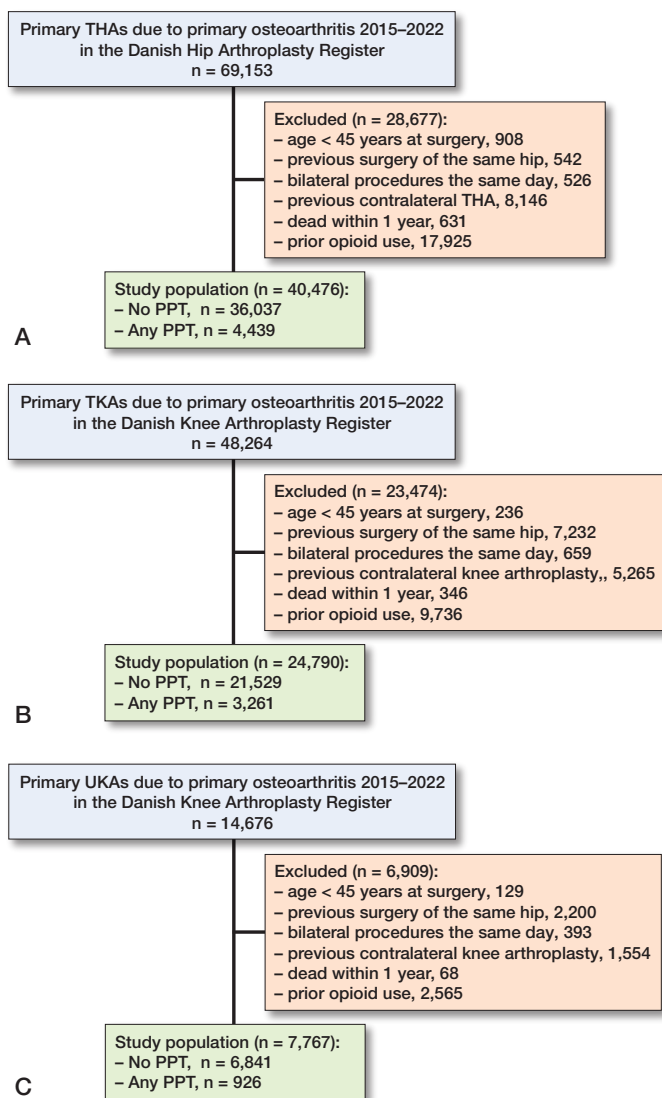 Primary THAs due to primary osteoarthritis 2015–2022
in the Danish Hip Arthroplasty Register
n = 69,153
Excluded (n = 28,677):
– age < 45 years at surgery, 908
– previous surgery of the same hip, 542
– bilateral procedures the same day, 526
– previous contralateral THA, 8,146
– dead within 1 year, 631
– prior opioid use, 17,925
Study population (n = 40,476):
– No PPT, n = 36,037
– Any PPT, n = 4,439
A
Primary TKAs due to primary osteoarthritis 2015–2022
in the Danish Knee Arthroplasty Register
n = 48,264
Excluded (n = 23,474):
– age < 45 years at surgery, 236
– previous surgery of the same hip, 7,232
– bilateral procedures the same day, 659
– previous contralateral knee arthroplasty,, 5,265
– dead within 1 year, 346
– prior opioid use, 9,736
Study population (n = 24,790):
– No PPT, n = 21,529
– Any PPT, n = 3,261
B
Primary UKAs due to primary osteoarthritis 2015–2022
in the Danish Knee Arthroplasty Register
n = 14,676
Excluded (n = 6,909):
– age < 45 years at surgery, 129
– previous surgery of the same hip, 2,200
– bilateral procedures the same day, 393
– previous contralateral knee arthroplasty, 1,554
– dead within 1 year, 68
– prior opioid use, 2,565
Study population (n = 7,767):
– No PPT, n = 6,841
– Any PPT, n = 926
C